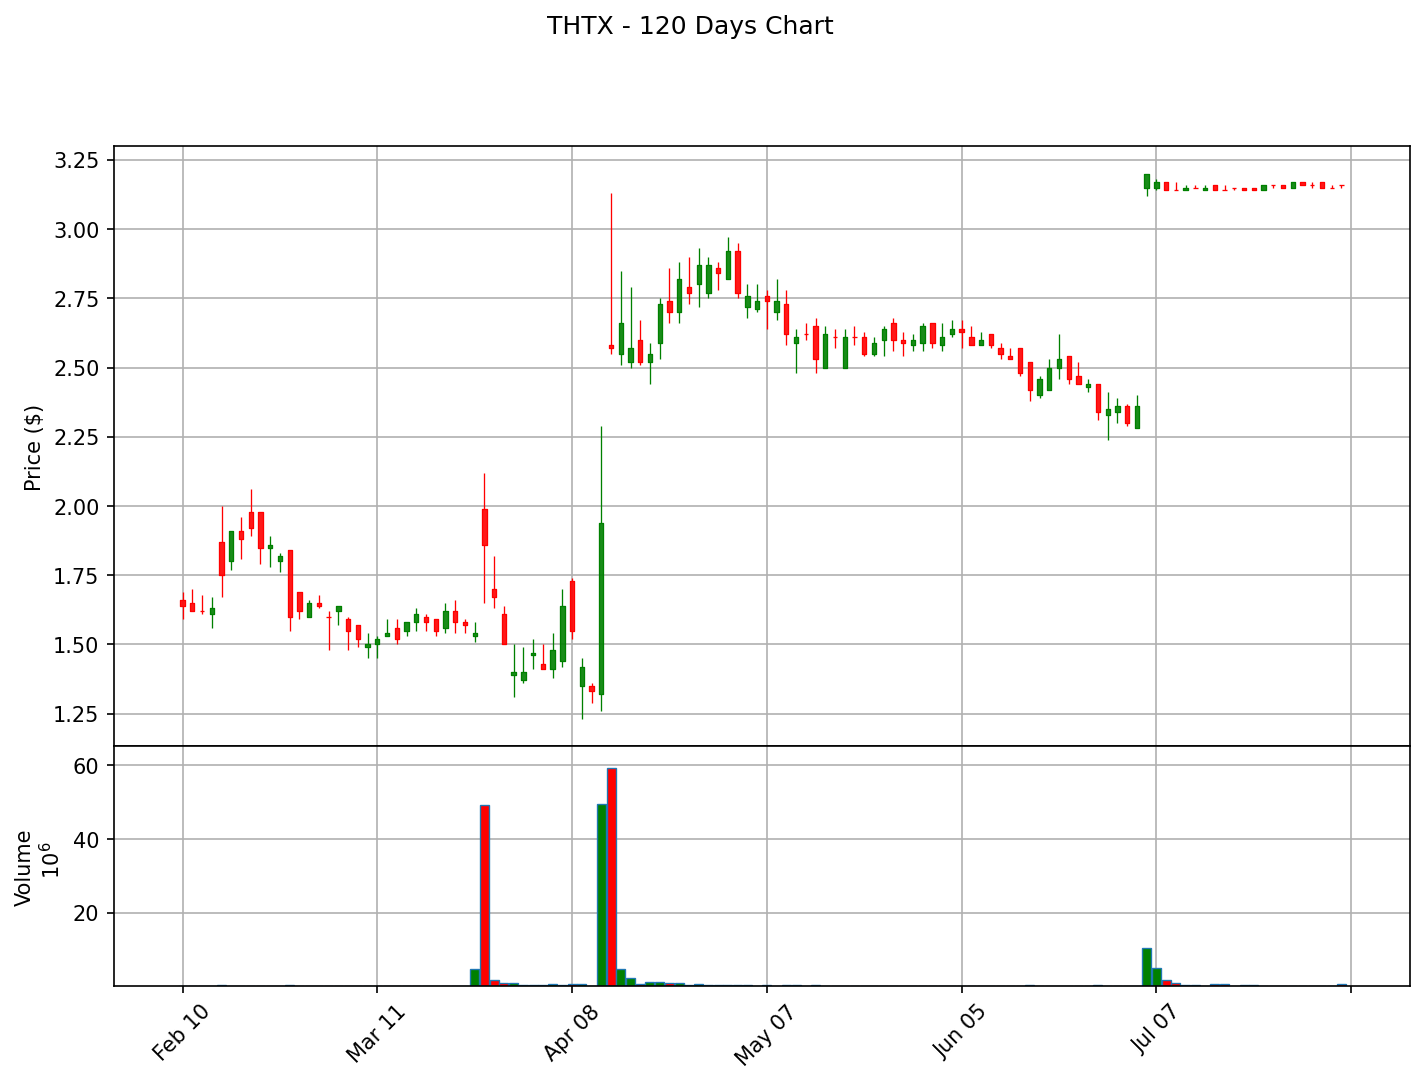 THTX - 120 Days Chart
Price ($)
3.25
3.00
2.75
2.50
2.25
2.00
1.75
1.50
1.25
Volume
10^6
60
40
20
Feb 10
Mar 11
Apr 08
May 07
Jun 05
Jul 07